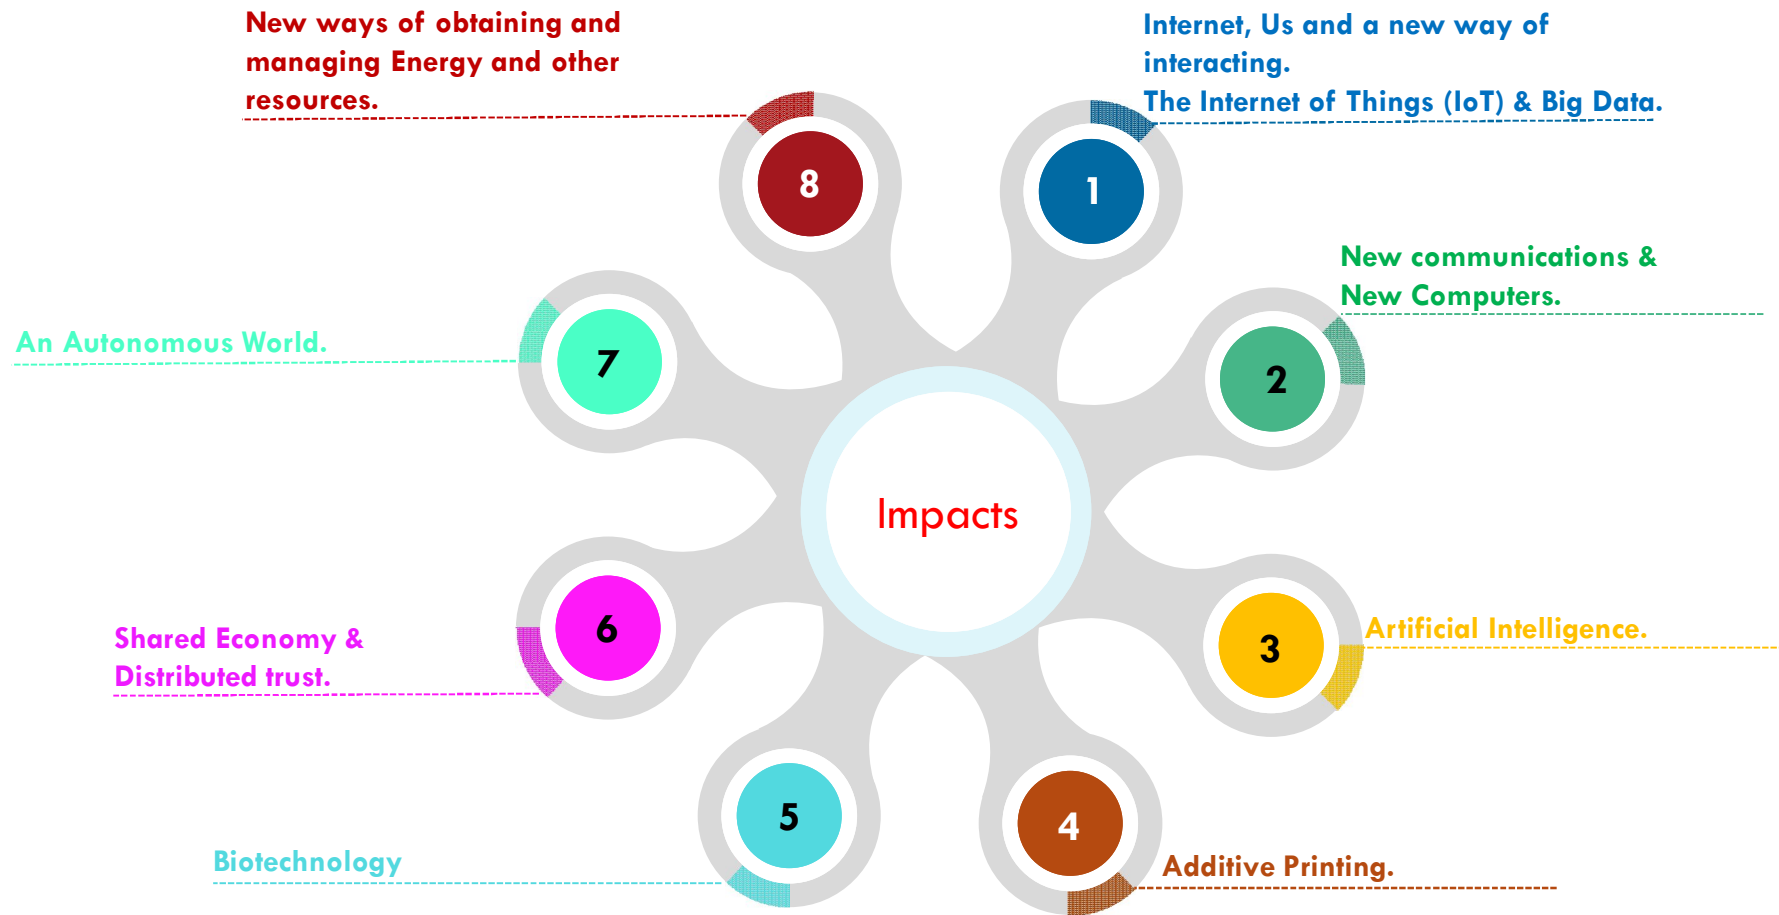 New ways of obtaining and
managing Energy and other
resources.
8
Internet, Us and a new way of
interacting.
The Internet of Things (IoT) & Big Data.
1
New communications &
New Computers.
2
An Autonomous World.
7
Impacts
Shared Economy &
Distributed trust.
6
Artificial Intelligence.
3
Biotechnology
5
Additive Printing.
4